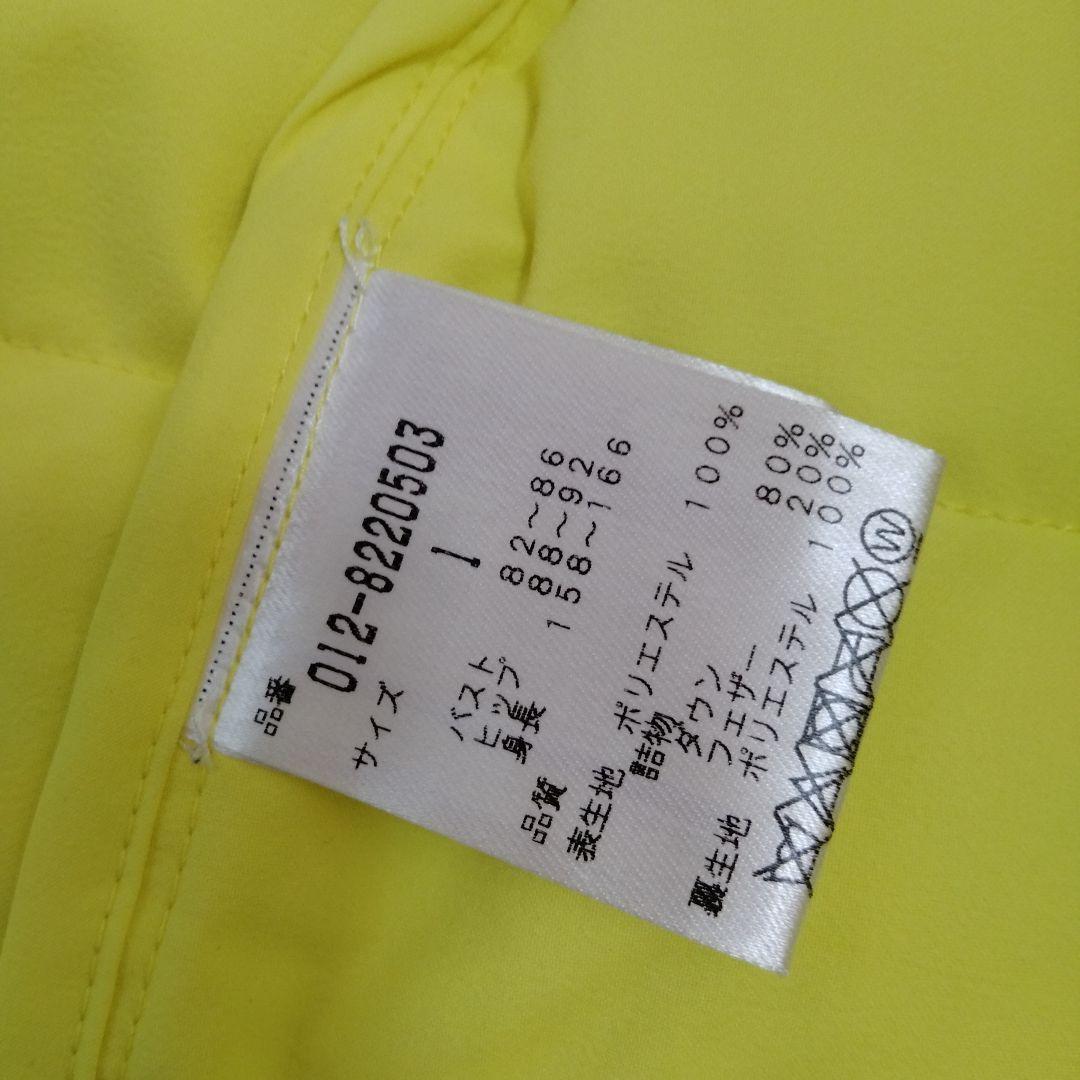 品番
012-8220503
サイズ 1
バスト 82~86
ヒップ 88~92
身長 158~166
品質
表生地
ポリエステル 100%
詰物
ダウン 80%
フェザー 20%
裏生地
ポリエステル 100%
W